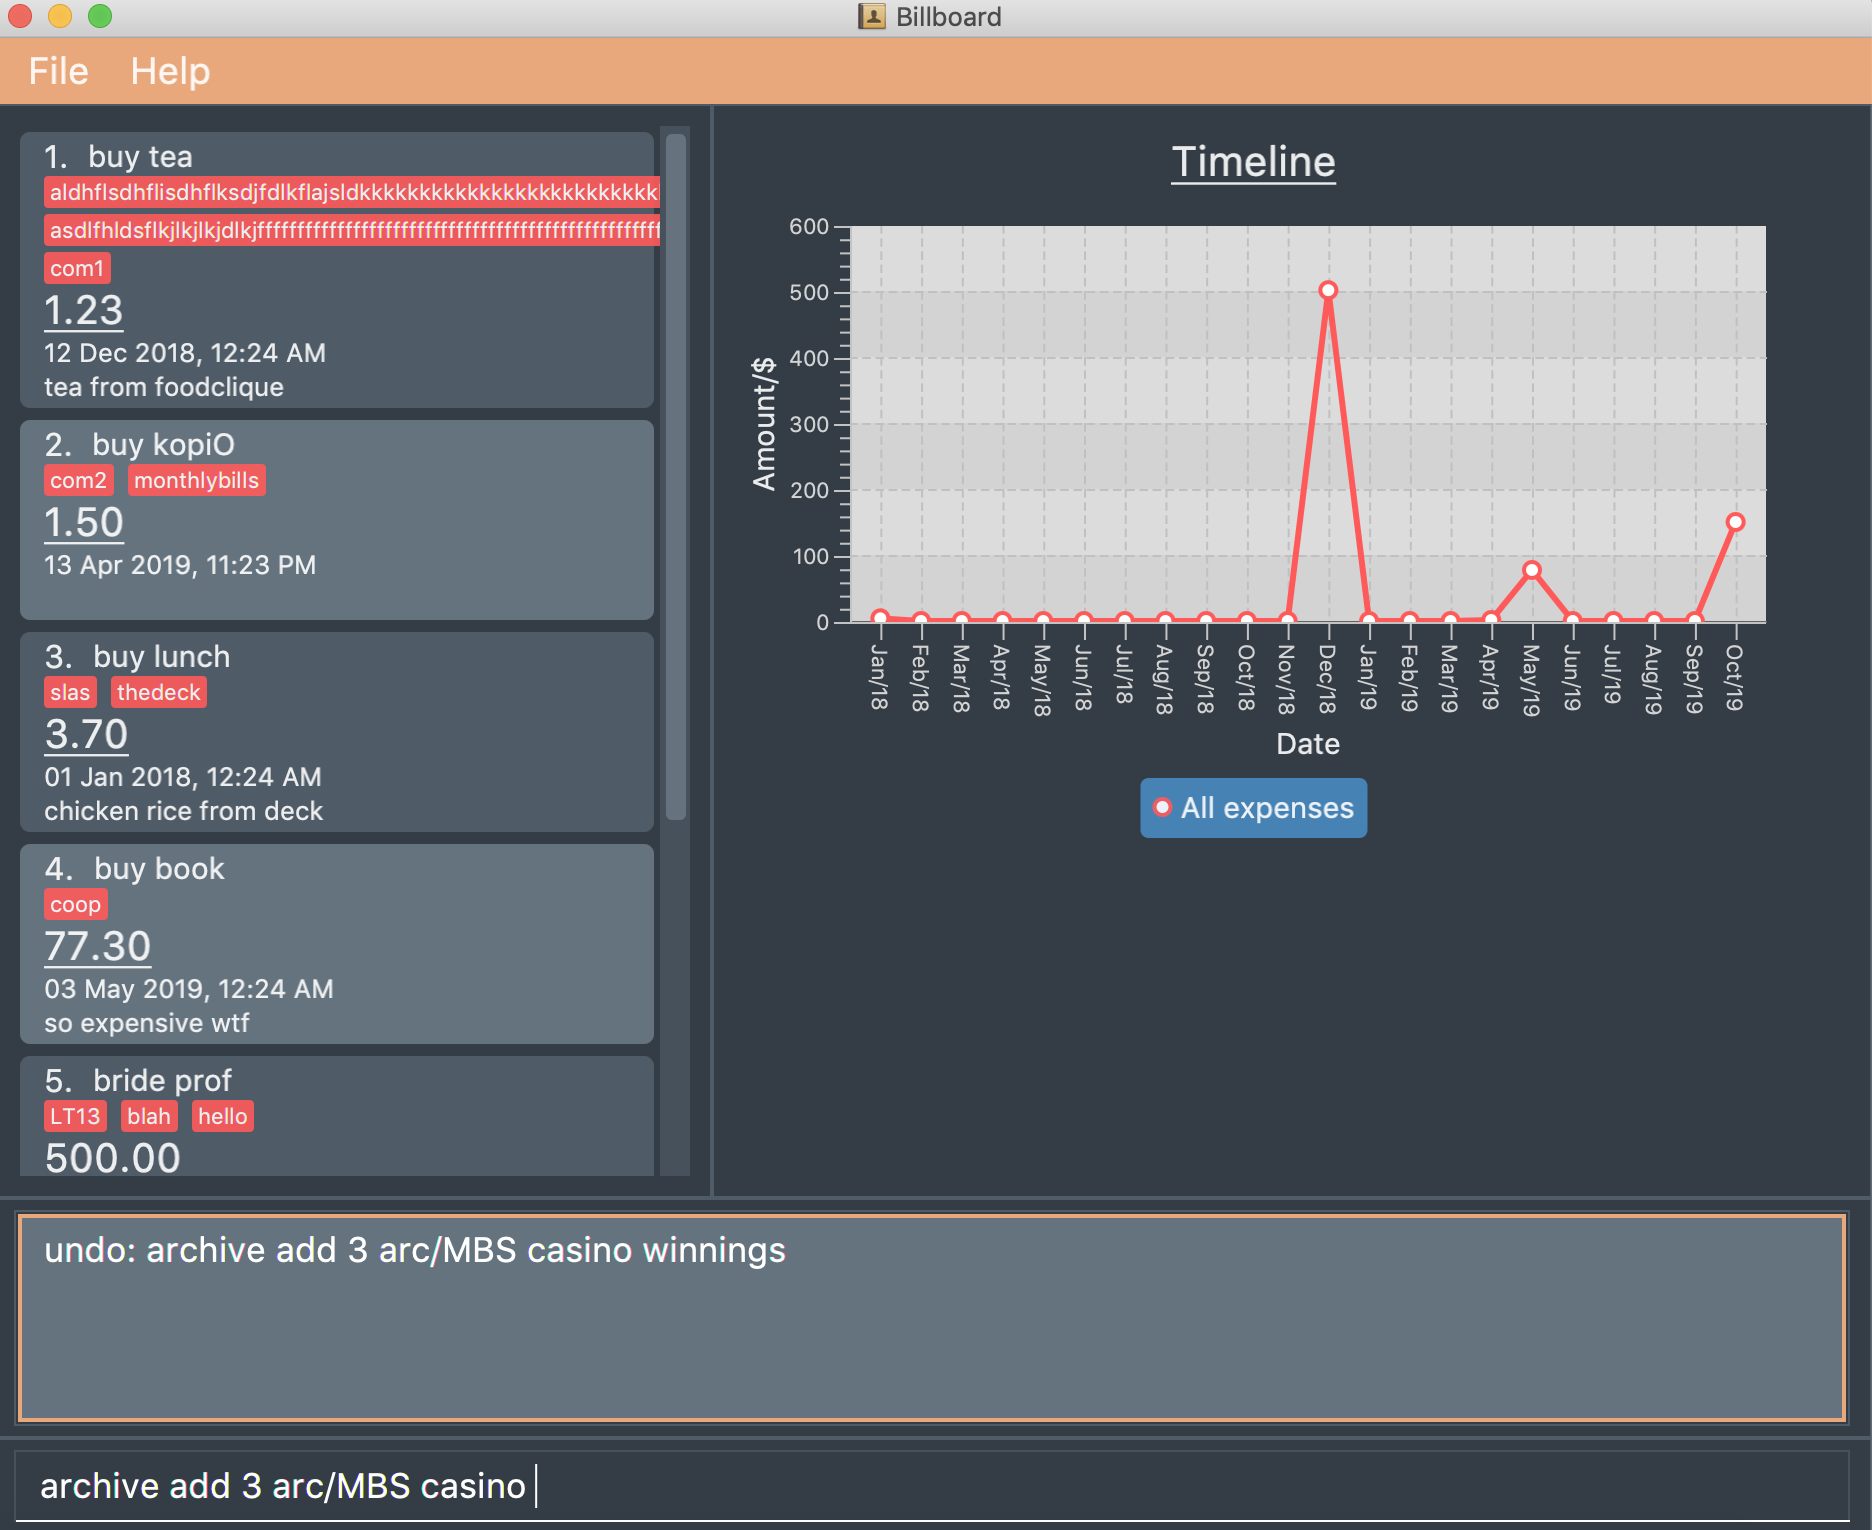 Billboard
File Help
1. buy tea
com1
1.23
12 Dec 2018, 12:24 AM
tea from foodclique
2. buy kopiO
com2 monthlybills
1.50
13 Apr 2019, 11:23 PM
3. buy lunch
slas thedeck
3.70
01 Jan 2018, 12:24 AM
chicken rice from deck
4. buy book
coop
77.30
03 May 2019, 12:24 AM
so expensive wtf
5. bride prof
LT13 blah hello
500.00
Timeline
600
500
400
300
200
100
0
Amount/$
Jan/18 Feb/18 Mar/18 Apr/18 May/18 Jun/18 Jul/18 Aug/18 Sep/18 Oct/18 Nov/18 Dec/18 Jan/19 Feb/19 Mar/19 Apr/19 May/19 Jun/19 Jul/19 Aug/19 Sep/19 Oct/19
Date
All expenses
undo: archive add 3 arc/MBS casino winnings
archive add 3 arc/MBS casino